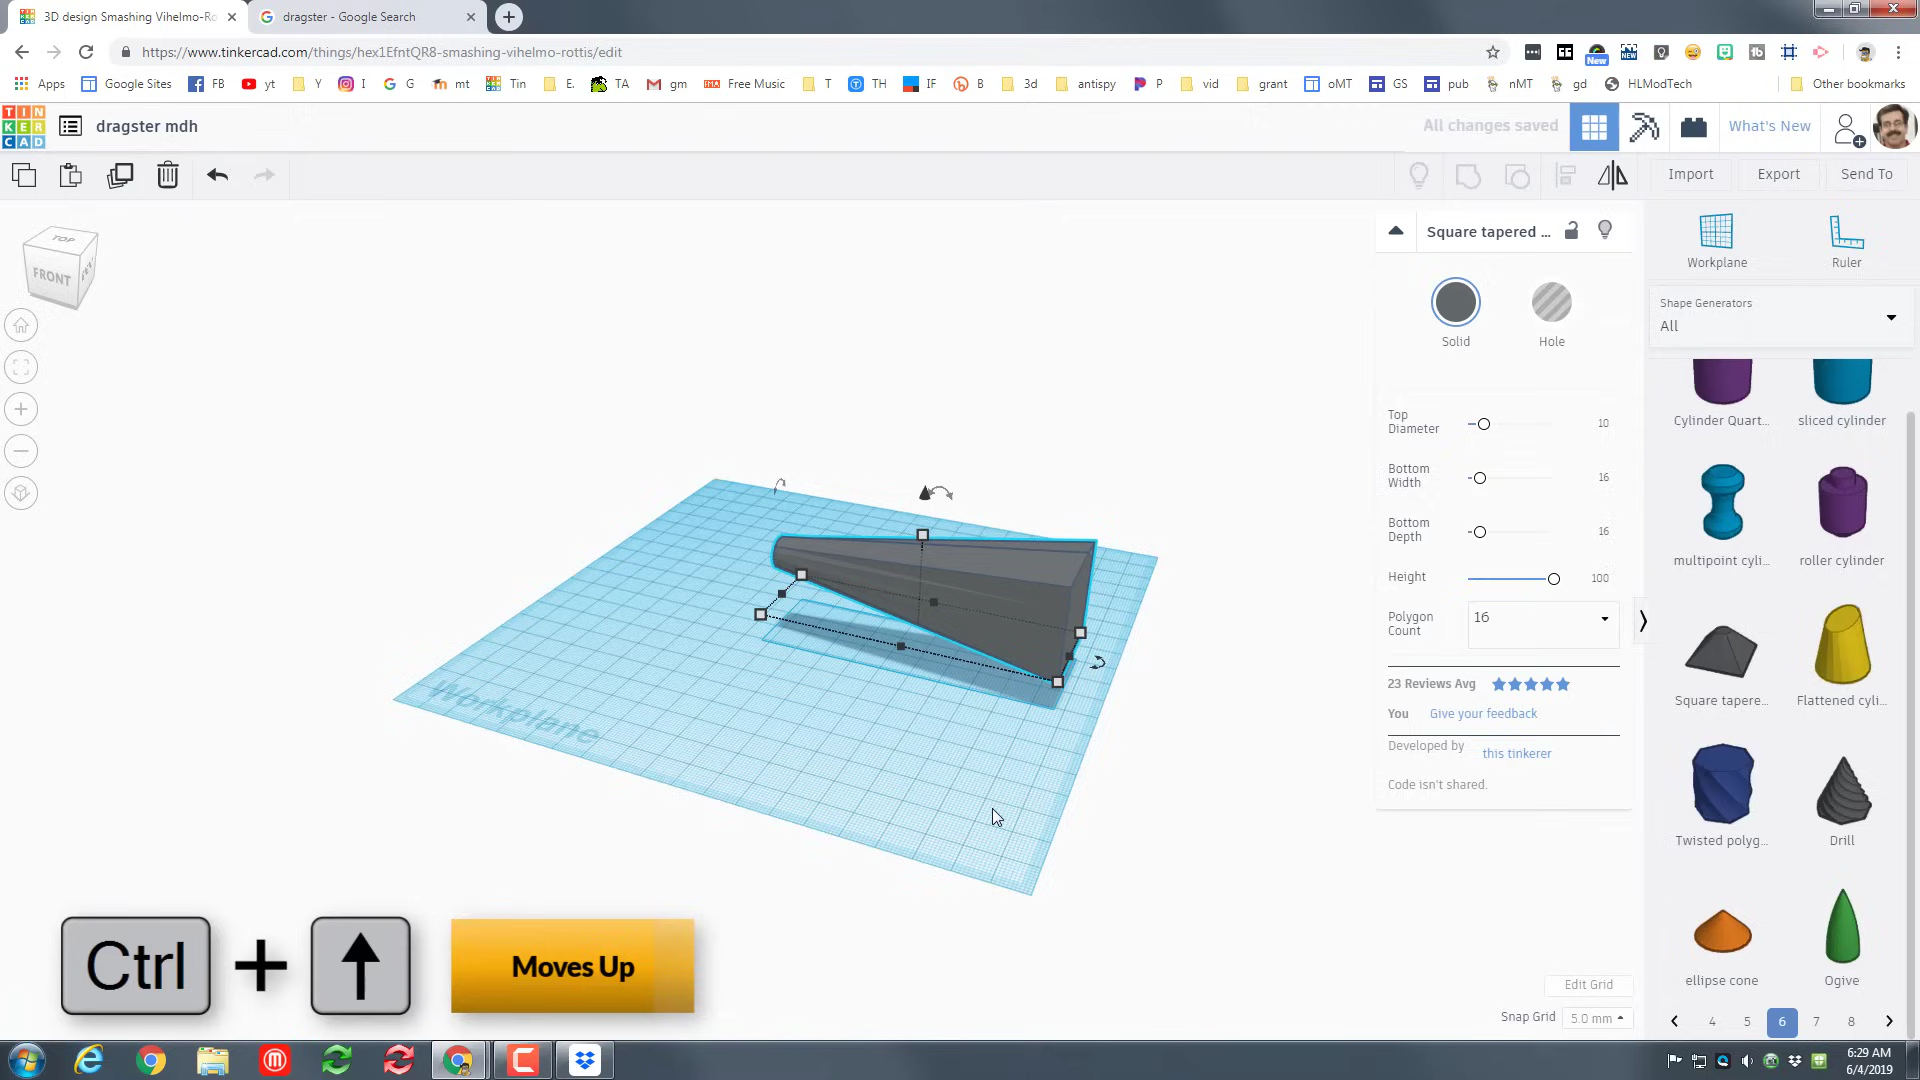 3D design Smashing Vihelmo-Ro
dragster - Google Search
https://www.tinkercad.com/things/hex1EfntQR8-smashing-vihelmo-rottis/edit
New
NEW
Apps
Google Sites
FB
yt
Y
I
G
mt
Tin
E.
TA
gm
Free Music
T
TH
IF
B
3d
antispy
P
vid
grant
oMT
GS
pub
nMT
gd
HLModTech
Other bookmarks
TIN
KER
CAD
dragster mdh
All changes saved
What's New
Import
Export
Send To
TOP
FRONT
Square tapered ...
Workplane
Ruler
Solid
Hole
Shape Generators
All
Top Diameter
10
Bottom Width
16
Bottom Depth
16
Height
100
Polygon Count
16
23 Reviews Avg
You
Give your feedback
Developed by
this tinkerer
Code isn't shared.
Cylinder Quart...
sliced cylinder
multipoint cyli...
roller cylinder
Square tapere...
Flattened cyli...
Twisted polyg...
Drill
ellipse cone
Ogive
Workplane
Ctrl + ↑ Moves Up
Edit Grid
Snap Grid
5.0 mm
4
5
6
7
8
6:29 AM
6/4/2019